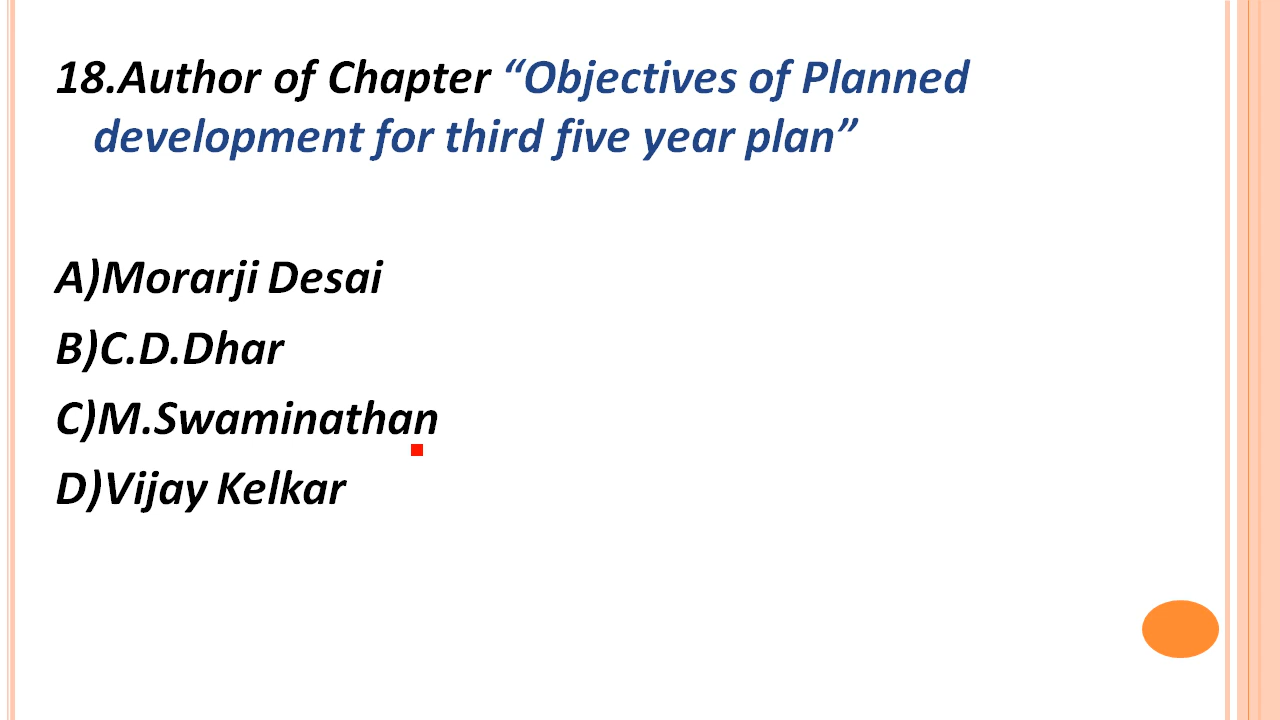 18.Author of Chapter “Objectives of Planned
development for third five year plan”
A)Morarji Desai
B)C.D.Dhar
C)M.Swaminathan
D)Vijay Kelkar